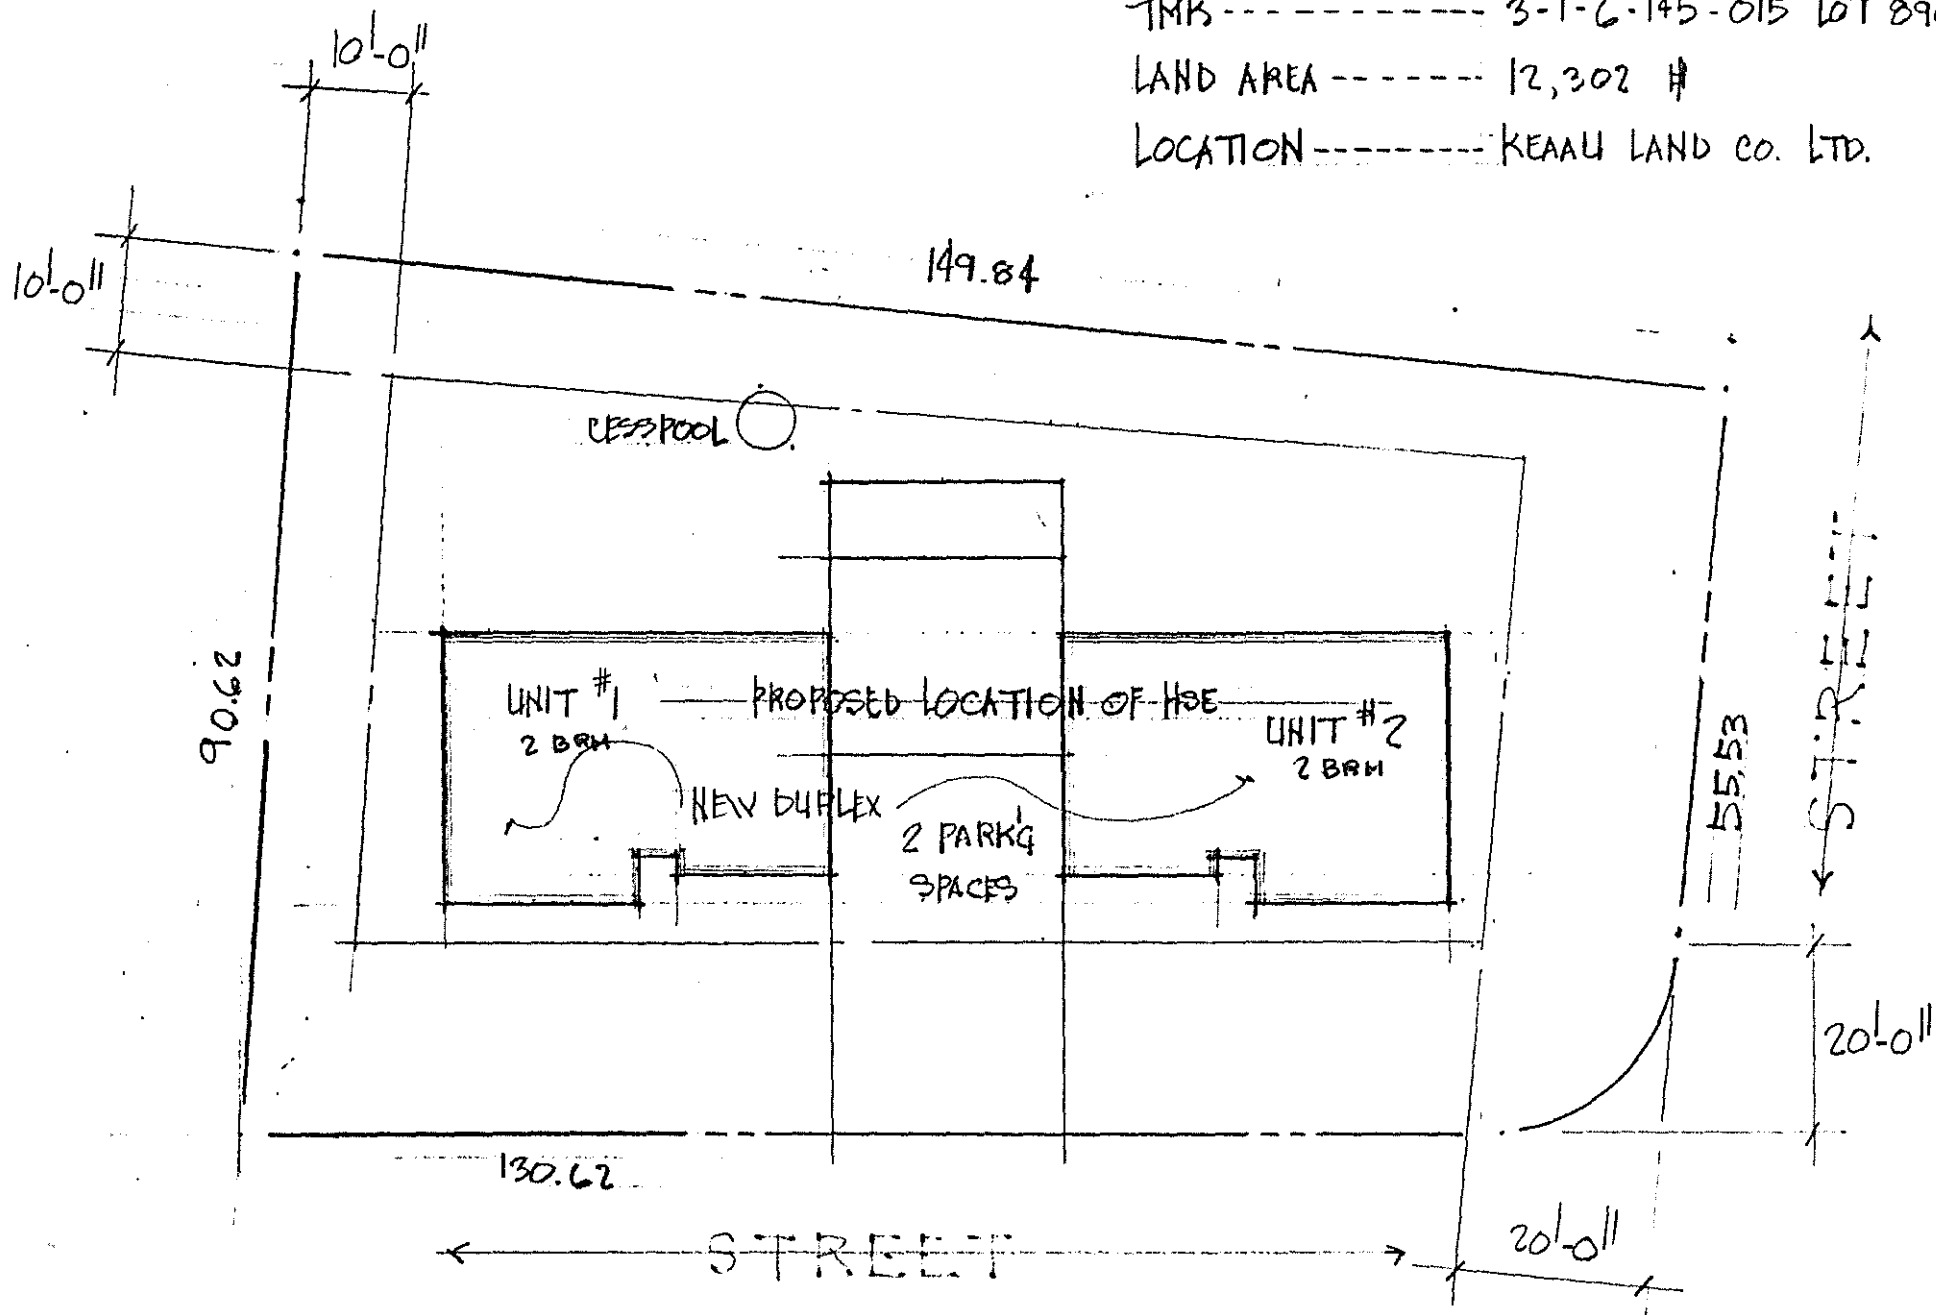 TMK ------------ 3-1-6-145-015 LOT
LAND AREA ------- 12,302 #
LOCATION --------- KEAAU LAND CO. LTD.
10'-0"
10'-0"
149.84
CESSPOOL
90.62
UNIT #1
2 BRM
PROPOSED LOCATION OF HSE
UNIT #2
2 BRM
NEW DUPLEX
2 PARK'G
SPACES
55.53
STREET
20'-0"
130.62
STREET
20'-0"